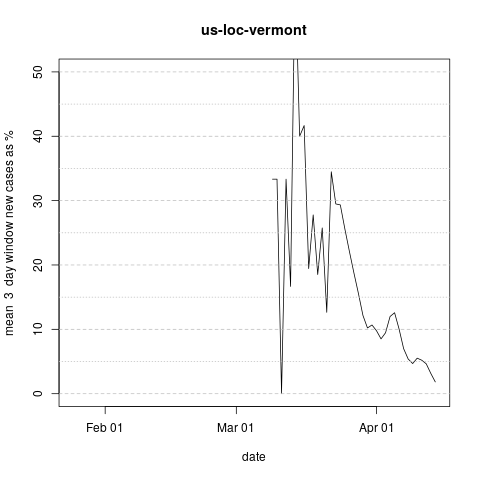 us-loc-vermont
mean  3  day window new cases as %
50
40
30
20
10
0
Feb 01
Mar 01
Apr 01
date